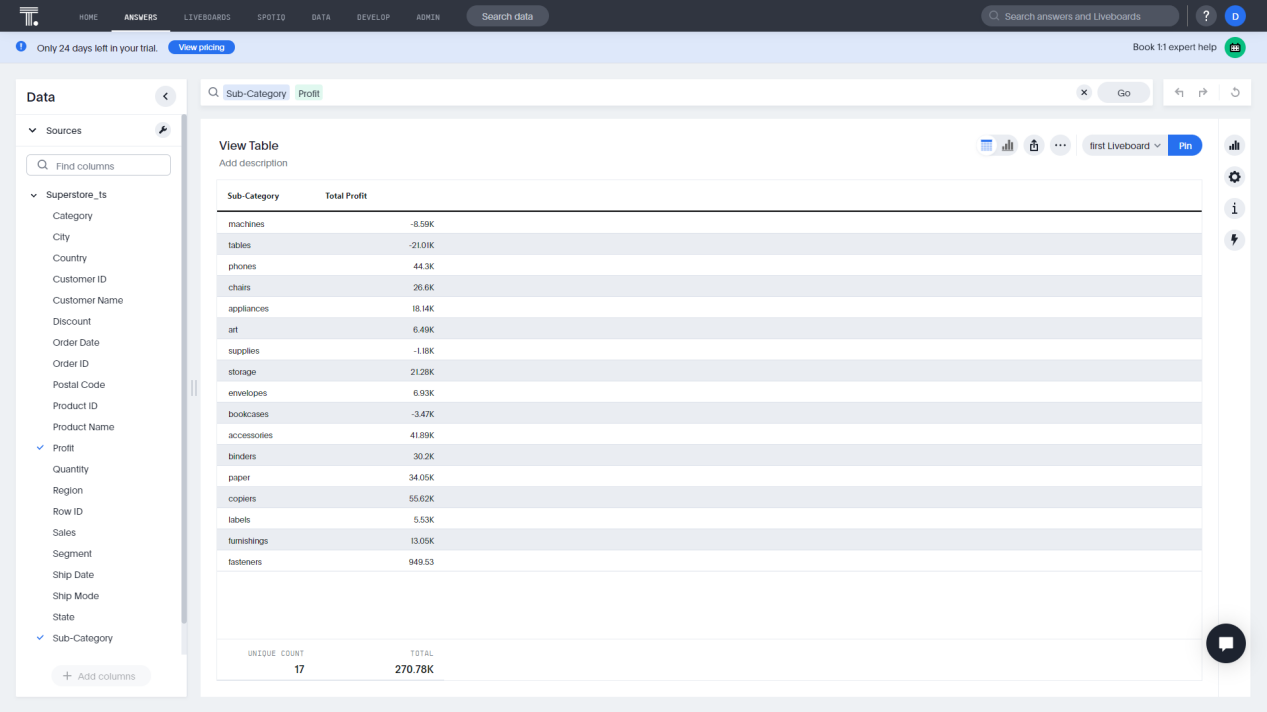 T.
HOME ANSWERS LIVEBOARDS SPOTIQ DATA DEVELOP ADMIN Search data Search answers and Liveboards ? D
Only 24 days left in your trial. View pricing Book 1:1 expert help
Data
Sources
Find columns
Superstore_ts
Category
City
Country
Customer ID
Customer Name
Discount
Order Date
Order ID
Postal Code
Product ID
Product Name
Profit
Quantity
Region
Row ID
Sales
Segment
Ship Date
Ship Mode
State
Sub-Category
+ Add columns
Sub-Category Profit Go
View Table
Add description
first Liveboard Pin
Sub-Category Total Profit
machines -8.59K
tables -21.01K
phones 44.3K
chairs 26.6K
appliances 18.14K
art 6.49K
supplies -1.18K
storage 21.28K
envelopes 6.93K
bookcases -3.47K
accessories 41.89K
binders 30.2K
paper 34.05K
copiers 55.62K
labels 5.53K
furnishings 13.05K
fasteners 949.53
UNIQUE COUNT TOTAL
17 270.78K